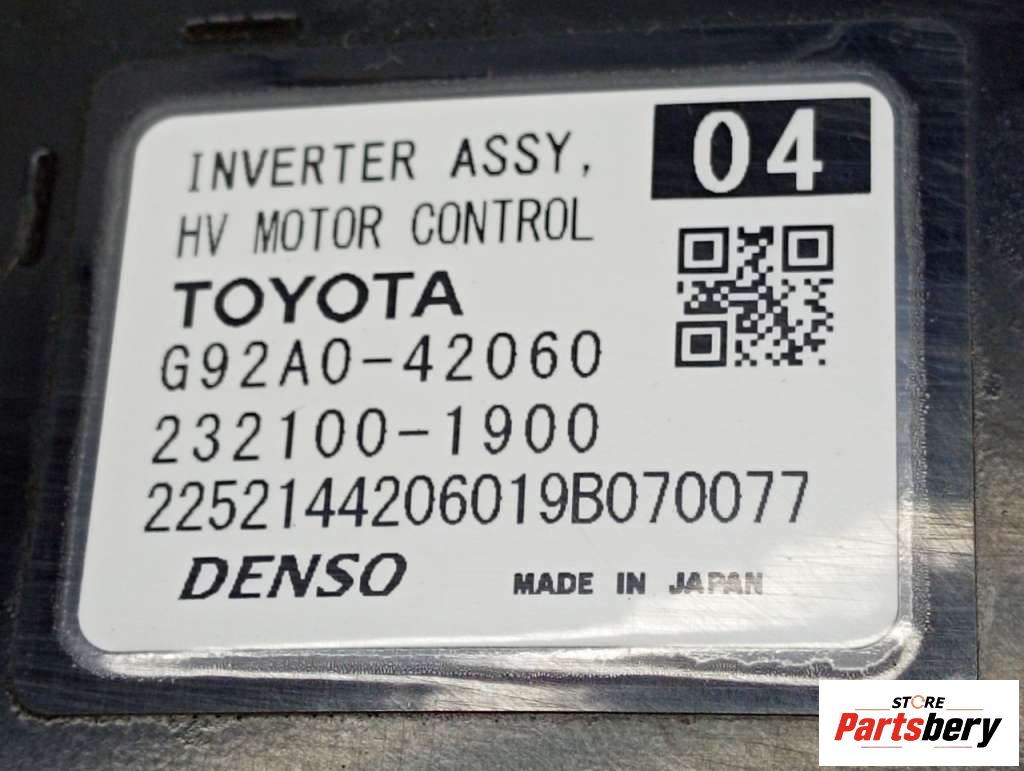 INVERTER ASSY,
04
HV MOTOR CONTROL
TOYOTA
G92A0-42060
232100-1900
2252144206019B070077
DENSO
MADE IN JAPAN
STORE
Partsbery